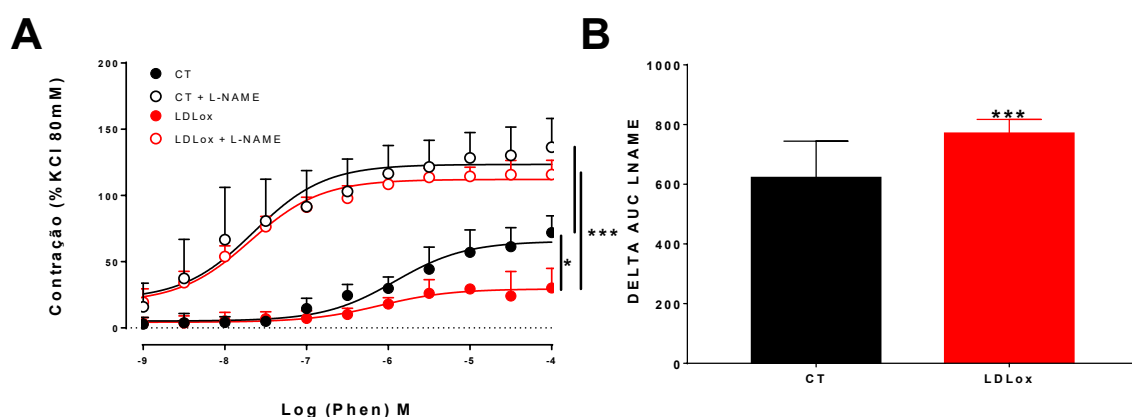 A
Contração (%KCl 80mM)
200
150
100
50
0
CT
CT + L-NAME
LDLox
LDLox + L-NAME
***
*
-9
-8
-7
-6
-5
-4
Log (Phen) M
B
DELTA AUC LNAME
1000
800
600
400
200
0
***
CT
LDLox